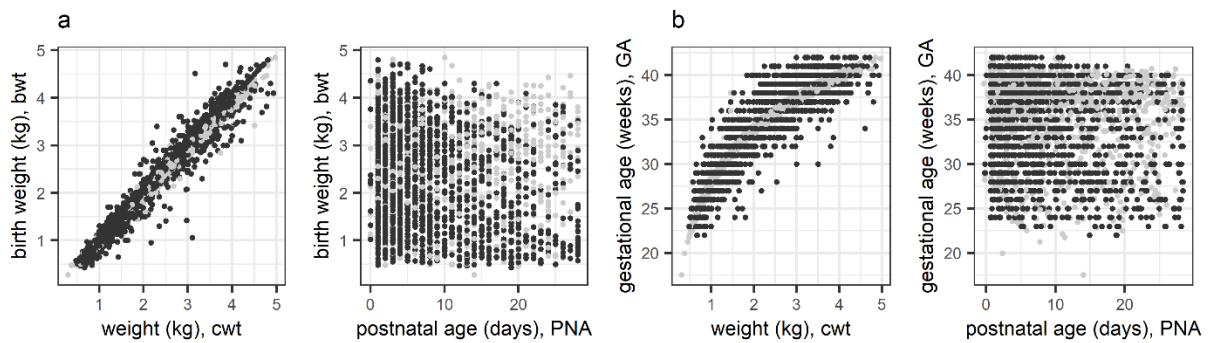 a
birth weight (kg), bwt
5
4
3
2
1
1 2 3 4 5
weight (kg), cwt
birth weight (kg), bwt
5
4
3
2
1
0 10 20
postnatal age (days), PNA
b
gestational age (weeks), GA
40
35
30
25
20
1 2 3 4 5
weight (kg), cwt
gestational age (weeks), GA
40
35
30
25
20
0 10 20
postnatal age (days), PNA